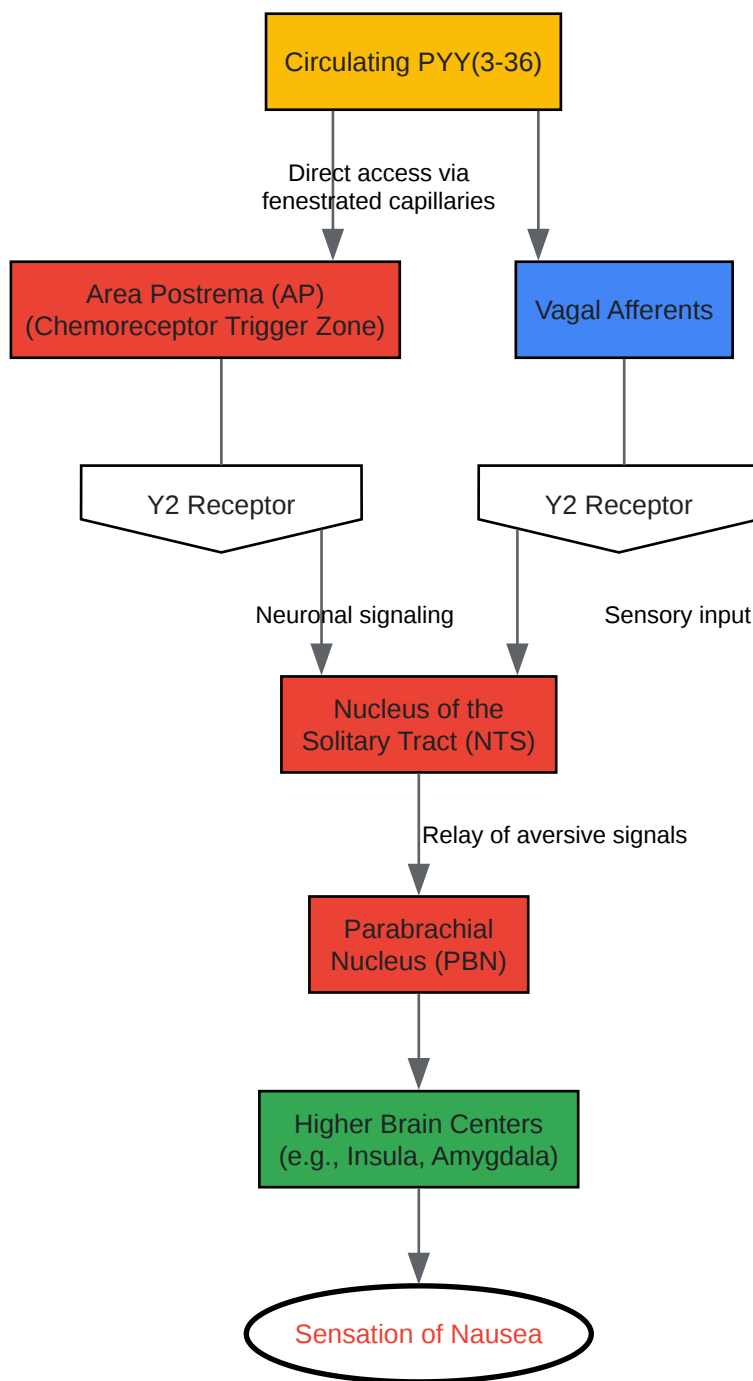 Circulating PYY(3-36)
Direct access via
fenestrated capillaries
Area Postrema (AP)
(Chemoreceptor Trigger Zone)
Vagal Afferents
Y2 Receptor
Y2 Receptor
Neuronal signaling
Sensory input
Nucleus of the
Solitary Tract (NTS)
Relay of aversive signals
Parabrachial
Nucleus (PBN)
Higher Brain Centers
(e.g., Insula, Amygdala)
Sensation of Nausea